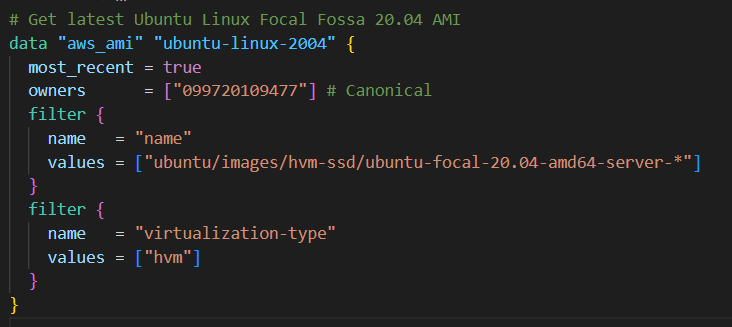 # Get latest Ubuntu Linux Focal Fossa 20.04 AMI
data "aws_ami" "ubuntu-linux-2004" {
  most_recent = true
  owners      = ["099720109477"] # Canonical
  filter {
    name   = "name"
    values = ["ubuntu/images/hvm-ssd/ubuntu-focal-20.04-amd64-server-*"]
  }
  filter {
    name   = "virtualization-type"
    values = ["hvm"]
  }
}